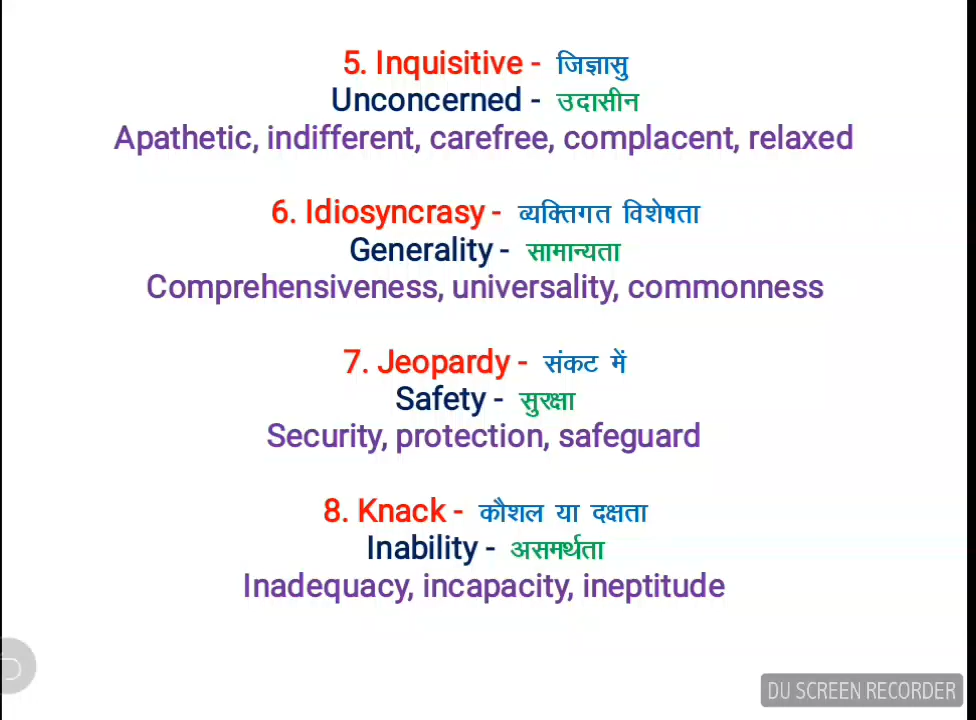 5. Inquisitive - जिज्ञासु
Unconcerned - उदासीन
Apathetic, indifferent, carefree, complacent, relaxed
6. Idiosyncrasy - व्यक्तिगत विशेषता
Generality - सामान्यता
Comprehensiveness, universality, commonness
7. Jeopardy - संकट में
Safety - सुरक्षा
Security, protection, safeguard
8. Knack - कौशल या दक्षता
Inability - असमर्थता
Inadequacy, incapacity, ineptitude
DU SCREEN RECORDER